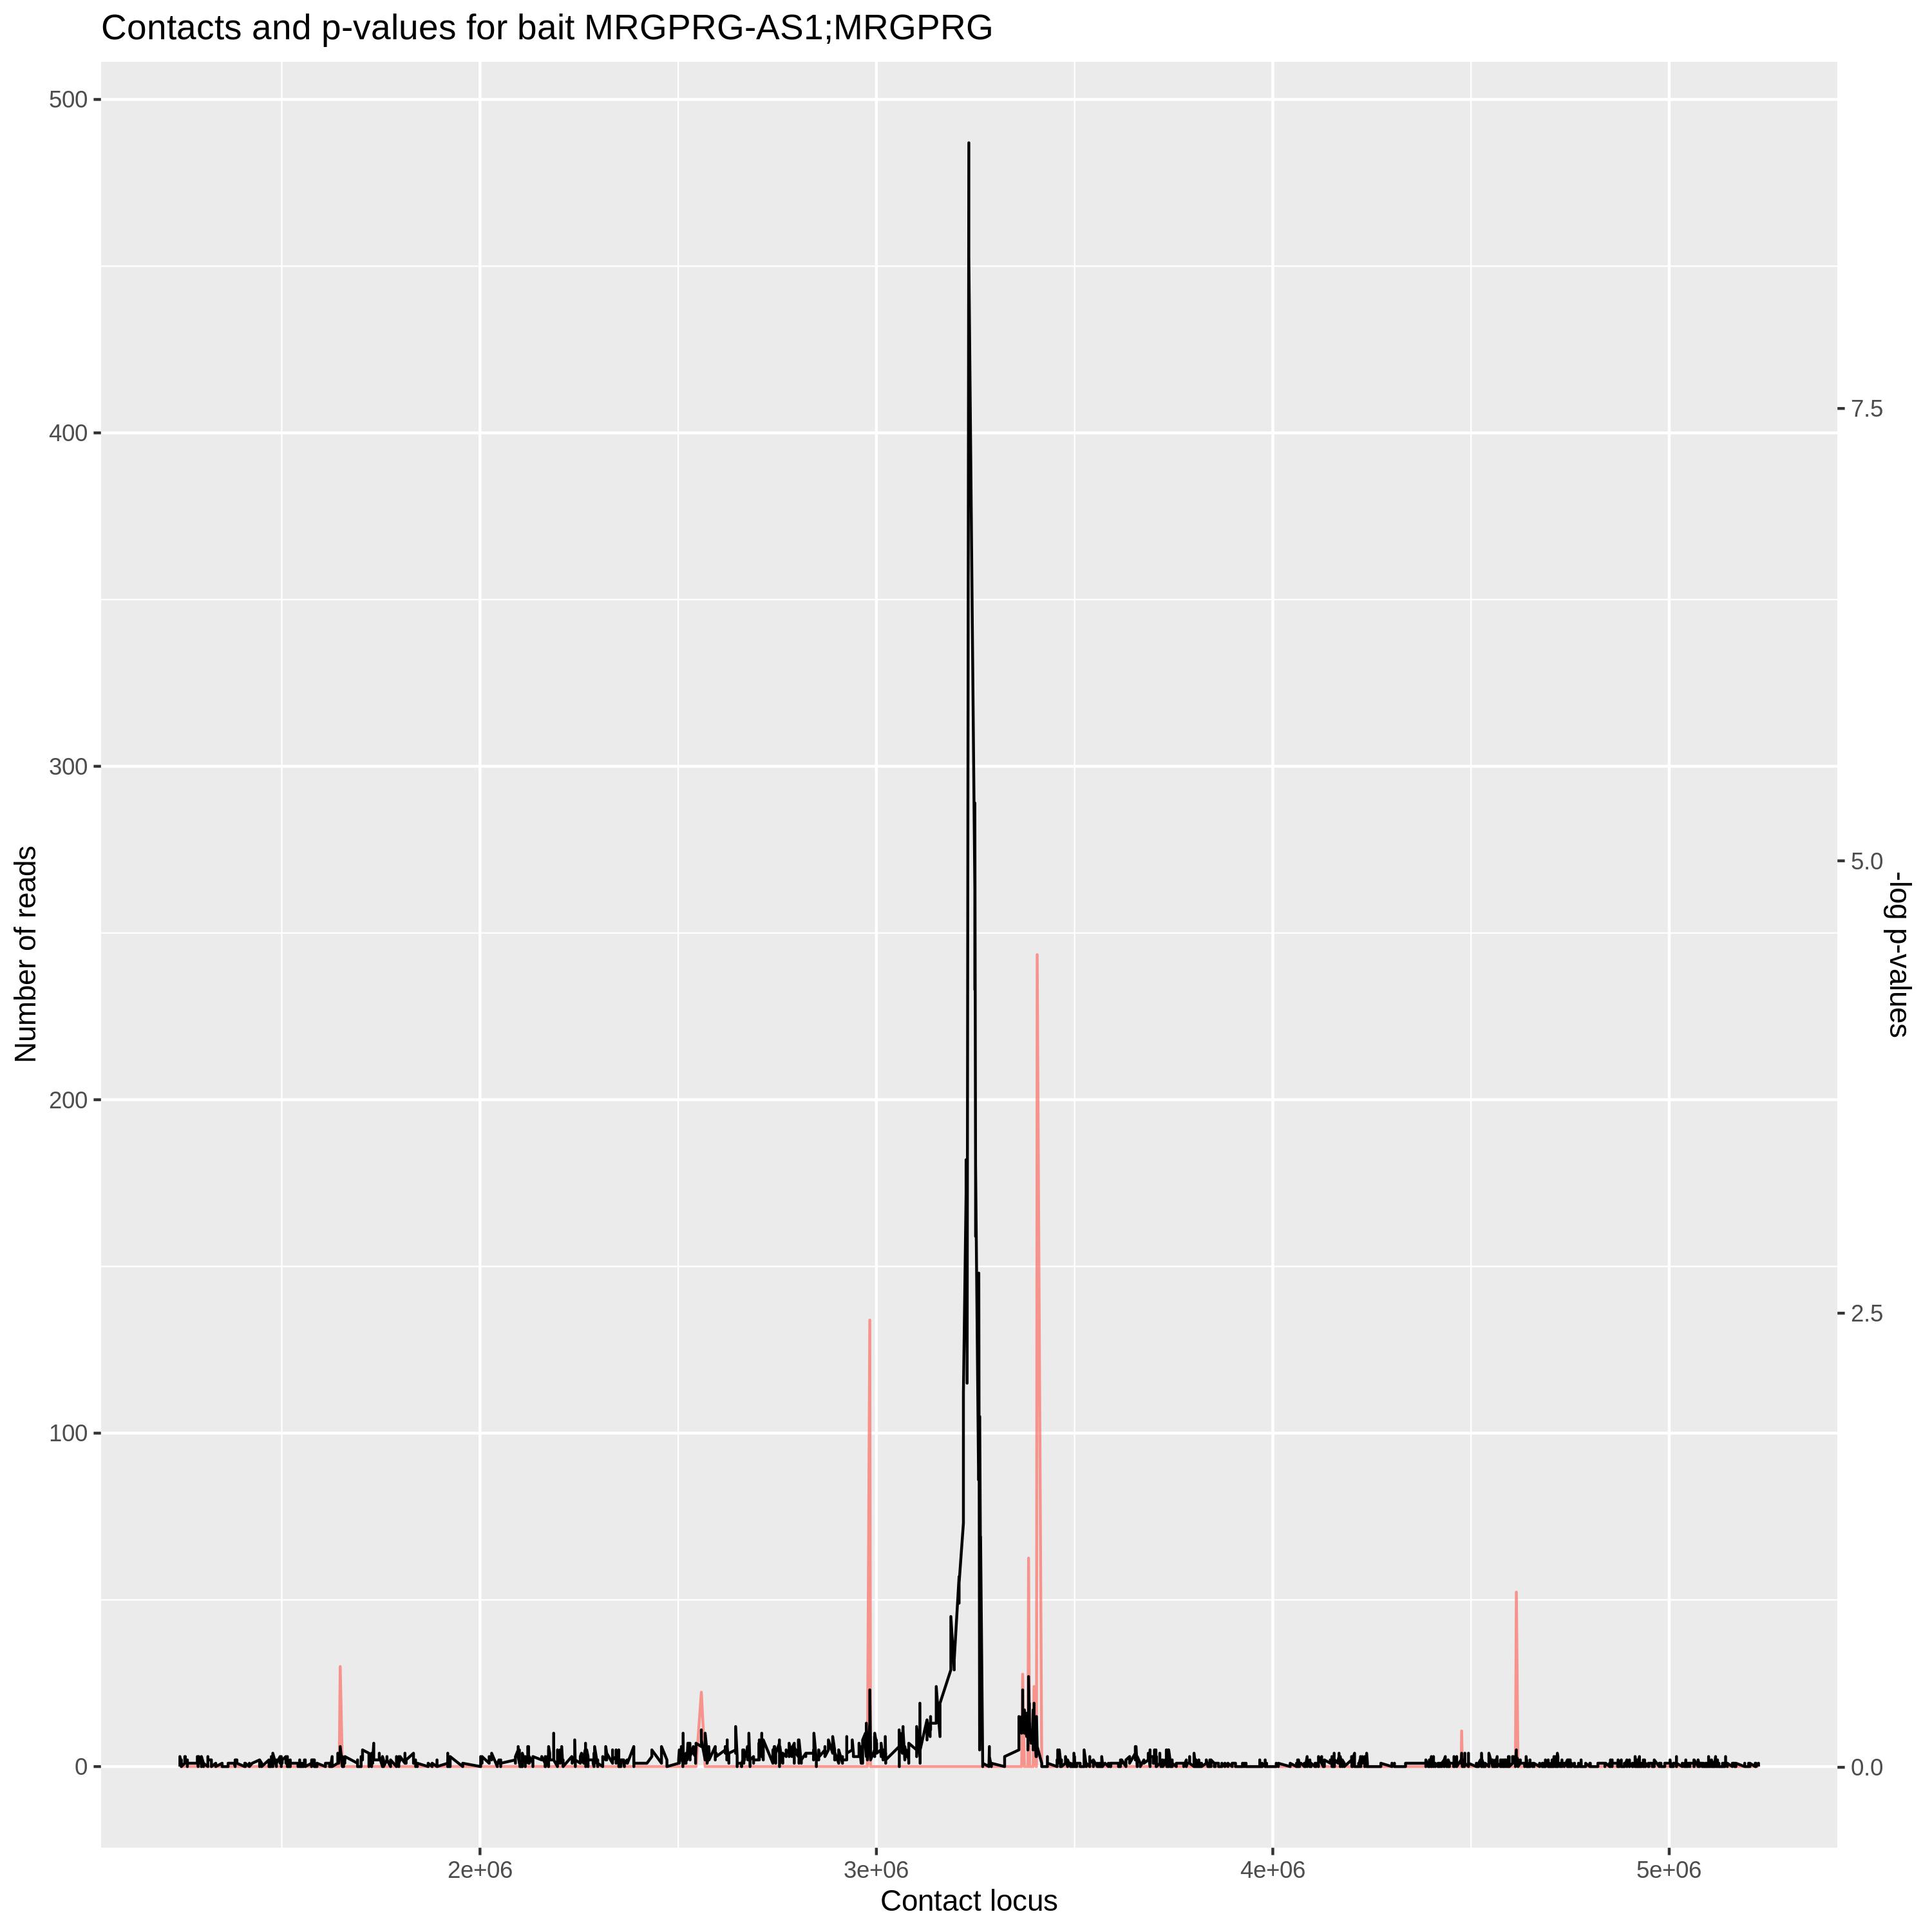 Contacts and p-values for bait MRGPRG-AS1;MRGPRG
500
400
300
200
100
0
Number of reads
7.5
5.0
2.5
0.0
-log p-values
2e+06
3e+06
4e+06
5e+06
Contact locus